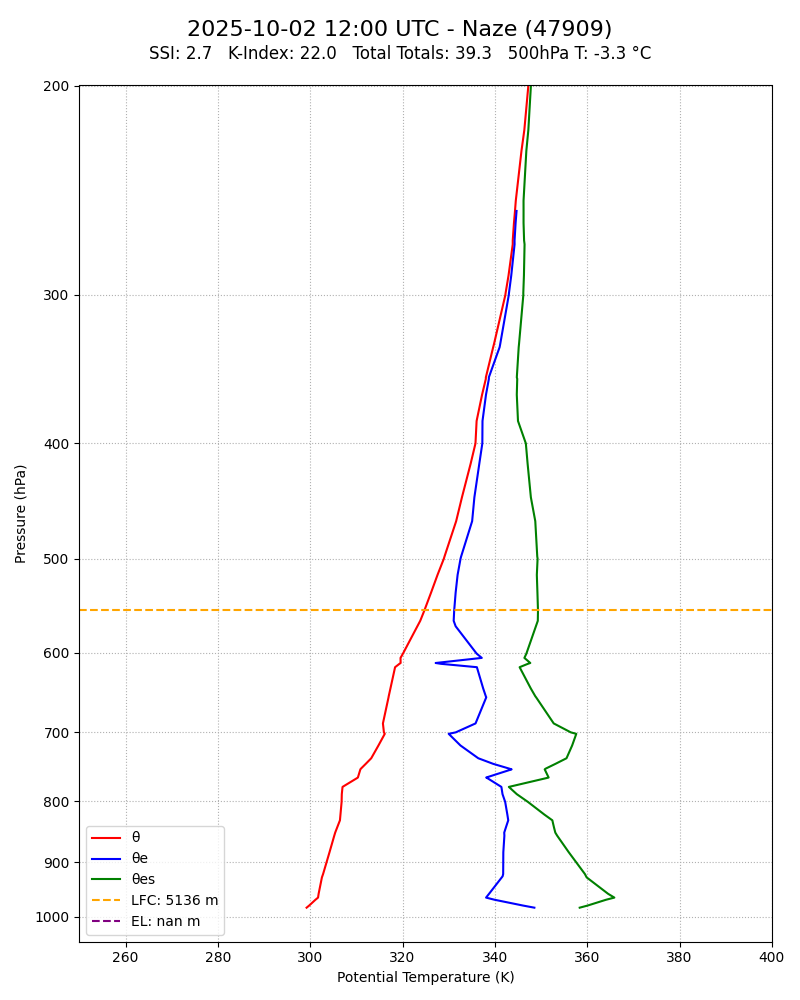 2025-10-02 12:00 UTC - Naze (47909)
SSI: 2.7   K-Index: 22.0   Total Totals: 39.3   500hPa T: -3.3 °C
200
300
400
500
600
700
800
900
1000
Pressure (hPa)
θ
θe
θes
LFC: 5136 m
EL: nan m
260 280 300 320 340 360 380 400
Potential Temperature (K)